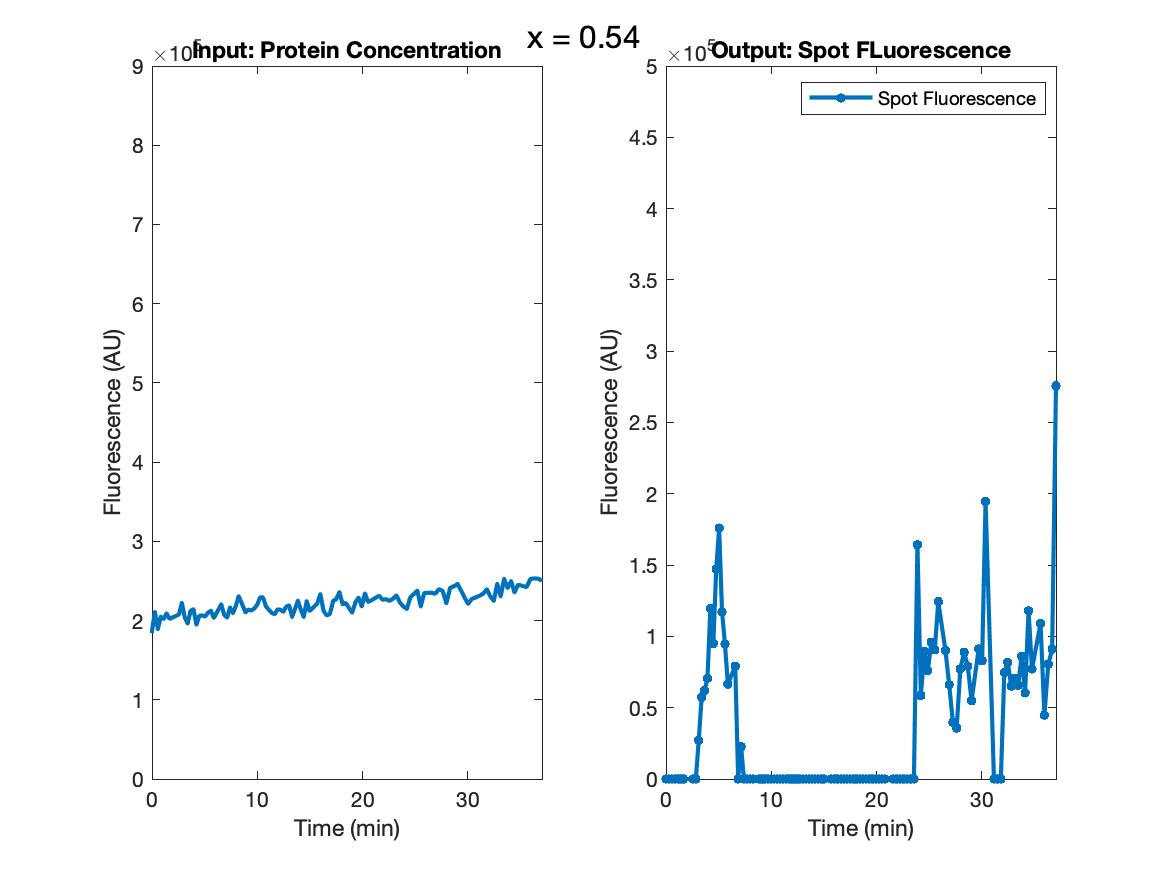 x = 0.54
×10⁵
Input: Protein Concentration
9
8
7
6
5
4
3
2
1
0
Fluorescence (AU)
0 10 20 30
Time (min)
×10⁵
Output: Spot FLuorescence
Spot Fluorescence
5
4.5
4
3.5
3
2.5
2
1.5
1
0.5
0
Fluorescence (AU)
0 10 20 30
Time (min)